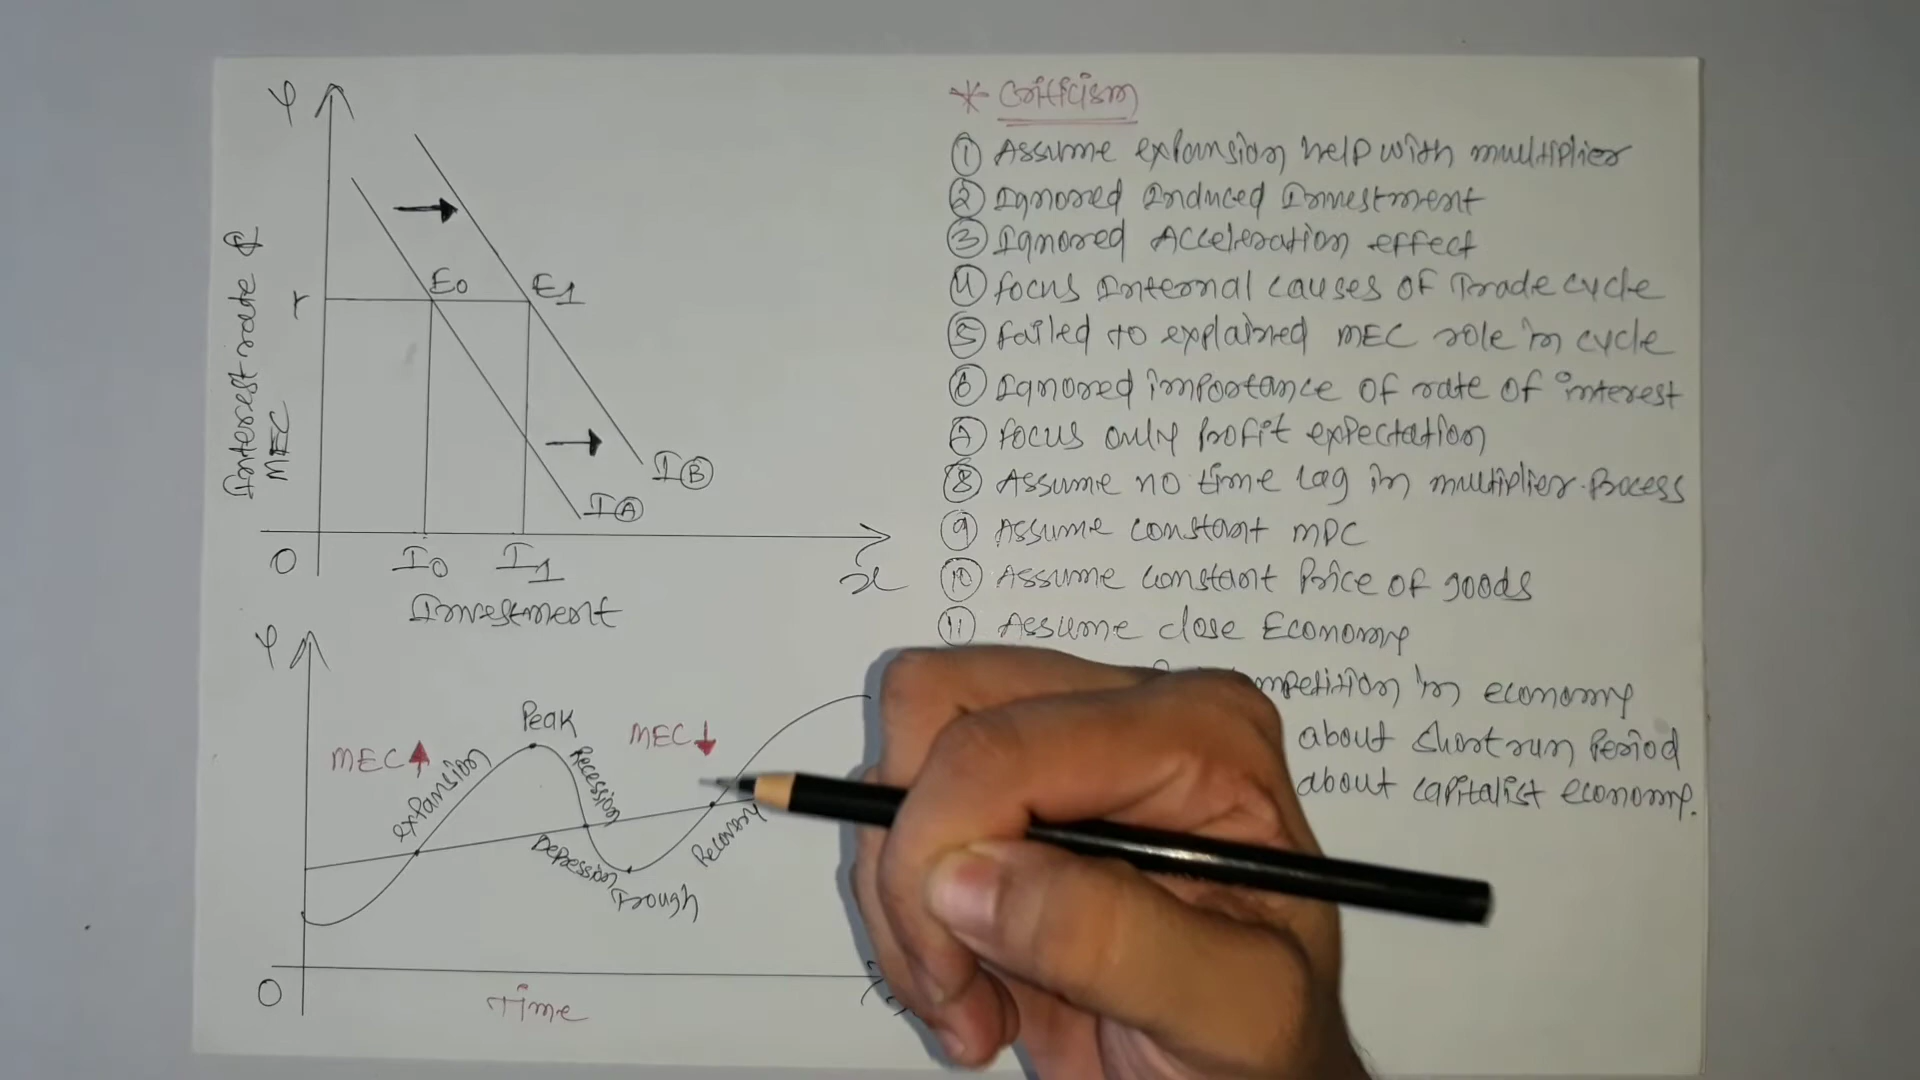 y
Interest rate &
MEC
r
E0
E1
I B
I A
O
I0
I1
x
Investment
y
MEC
expansion
Peak
Recession
MEC
Depression
Trough
Recovery
O
Time
* Criticism
1 Assume expansion help with multiplier
2 Ignored Induced Investment
3 Ignored Acceleration effect
4 focus Internal causes of Trade cycle
5 failed to explained MEC role in cycle
6 Ignored importance of rate of interest
7 focus only Profit expectation
8 Assume no time lag in multiplier Process
9 Assume constant MPC
10 Assume constant Price of goods
11 Assume close Economy
in economy
about short run Period
about capitalist economy.